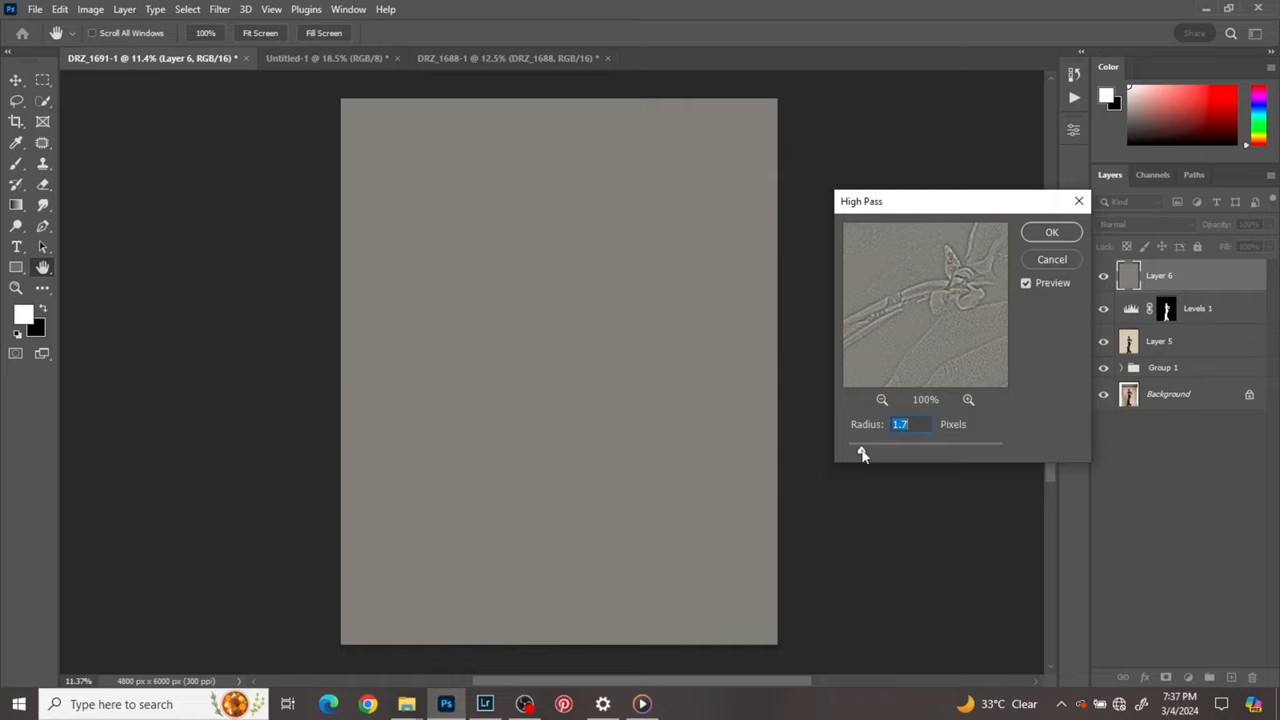 Ps File Edit Image Layer Type Select Filter 3D View Plugins Window Help
Scroll All Windows 100% Fit Screen Fill Screen Share
DRZ_1691-1 @ 11.4% (Layer 6, RGB/16) * × Untitled-1 @ 18.5% (RGB/8) * × DRZ_1688-1 @ 12.5% (DRZ_1688, RGB/16) * ×
Color
High Pass
OK
Cancel
Preview
100%
Radius: 1.7 Pixels
Layers Channels Paths
Kind
Normal Opacity: 100%
Lock: Fill: 100%
Layer 6
Levels 1
Layer 5
Group 1
Background
11.37% 4800 px x 6000 px (300 ppi)
Type here to search
Ps Lr
33°C Clear
7:37 PM
3/4/2024